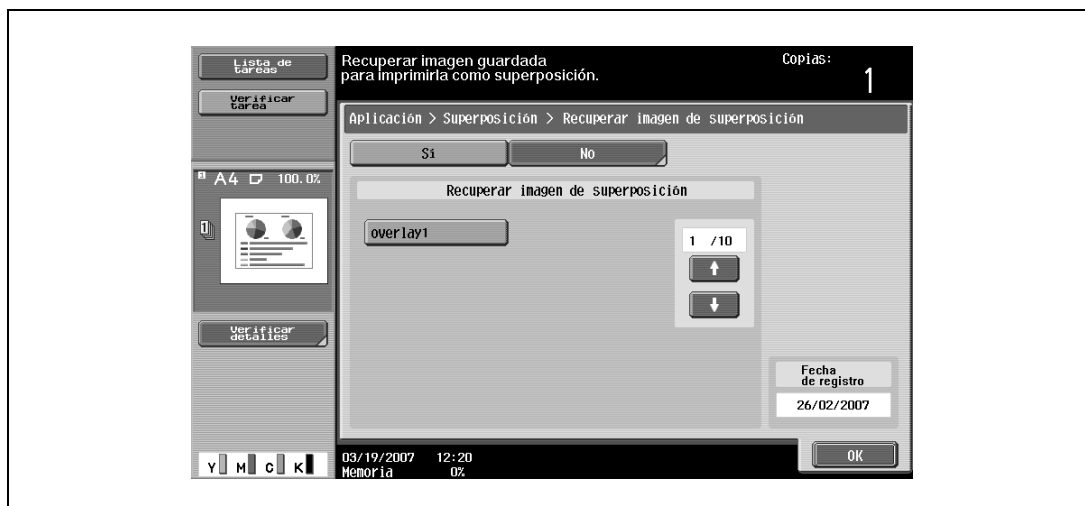 Lista de
tareas
Verificar
tarea
Recuperar imagen guardada
para imprimirla como superposición.
Copias:
1
Aplicación > Superposición > Recuperar imagen de superposición
Sí
No
A4 100.0%
1
Recuperar imagen de superposición
overlay1
1 /10
Verificar
detalles
Fecha
de registro
26/02/2007
Y M C K
03/19/2007 12:20
Memoria 0%
OK